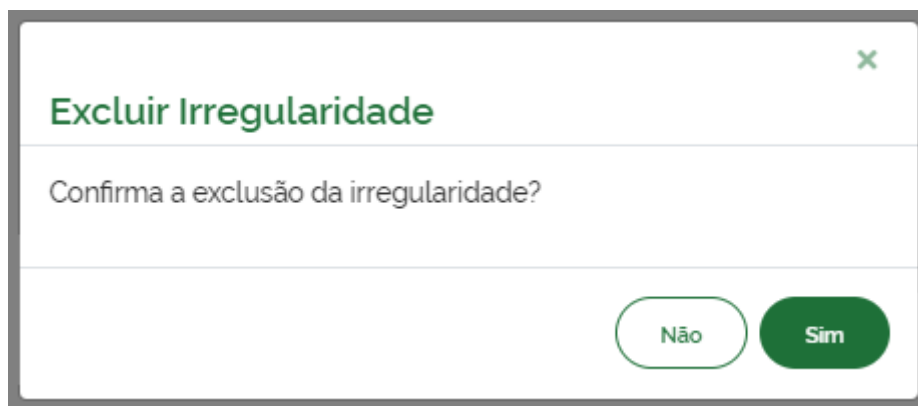 ×
Excluir Irregularidade
Confirma a exclusão da irregularidade?
Não
Sim